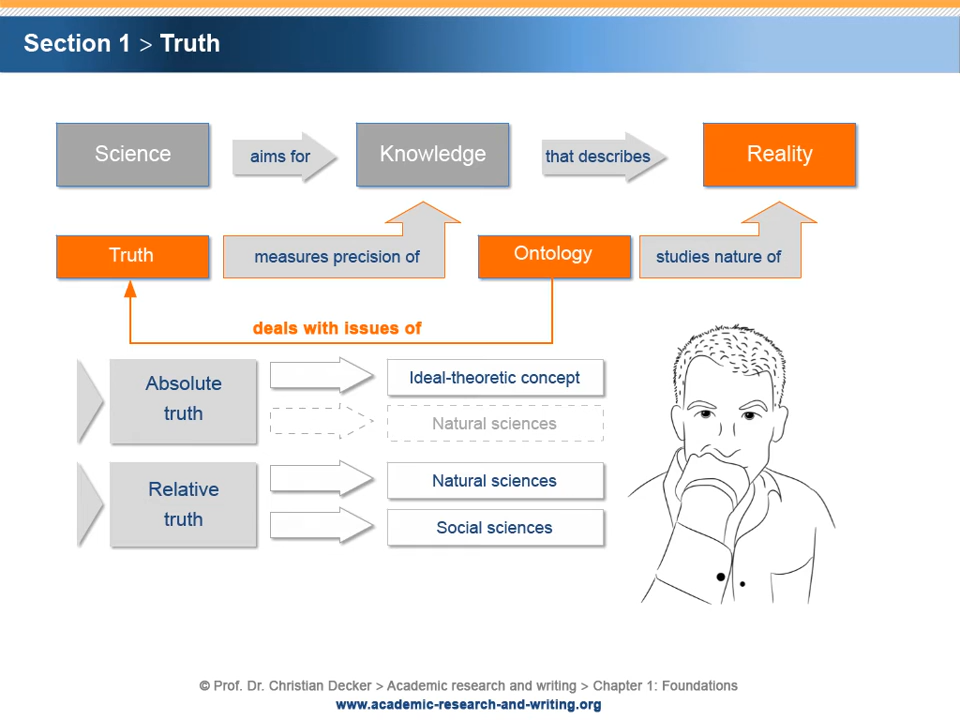 Section 1 > Truth
Science
aims for
Knowledge
that describes
Reality
Truth
measures precision of
Ontology
studies nature of
deals with issues of
Absolute
truth
Ideal-theoretic concept
Natural sciences
Relative
truth
Natural sciences
Social sciences
© Prof. Dr. Christian Decker > Academic research and writing > Chapter 1: Foundations
www.academic-research-and-writing.org